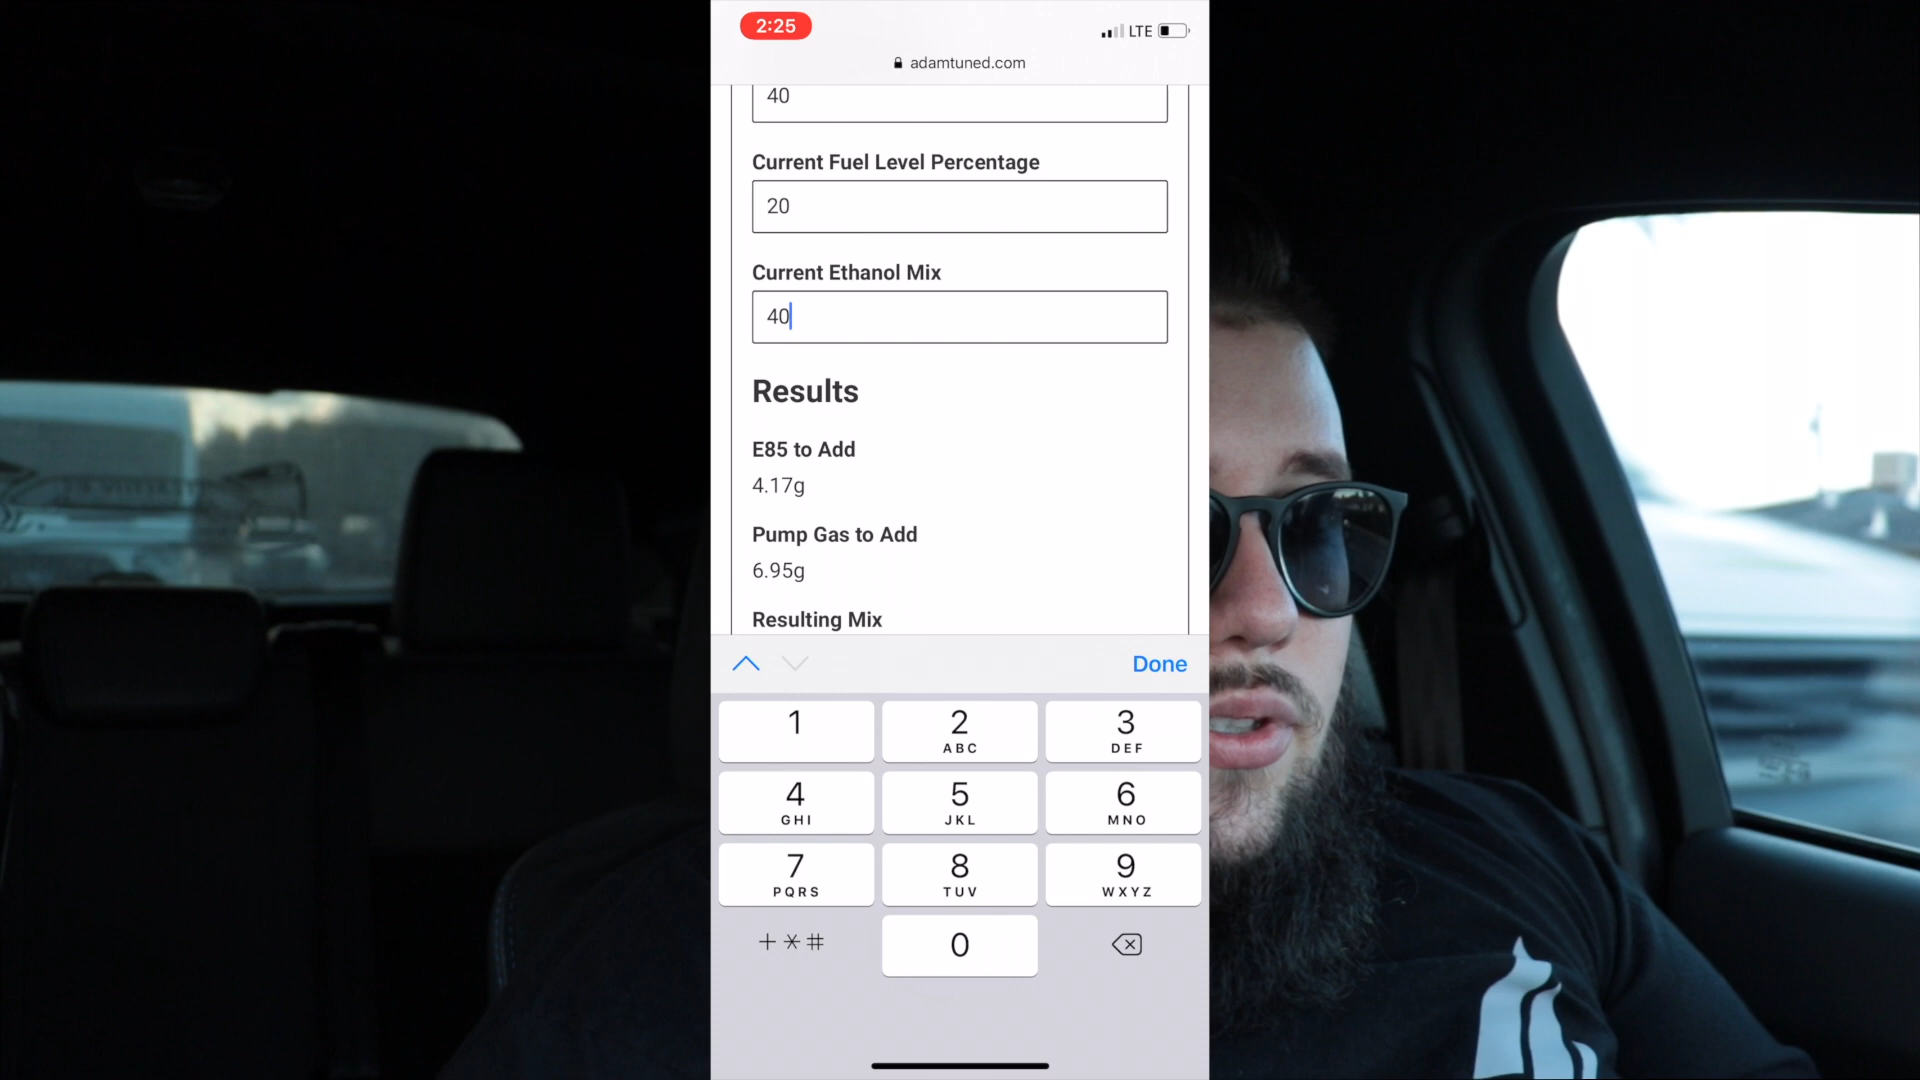 2:25
LTE
adamtuned.com
40
Current Fuel Level Percentage
20
Current Ethanol Mix
40
Results
E85 to Add
4.17g
Pump Gas to Add
6.95g
Resulting Mix
Done
1
2
ABC
3
DEF
4
GHI
5
JKL
6
MNO
7
PQRS
8
TUV
9
WXYZ
+*#
0